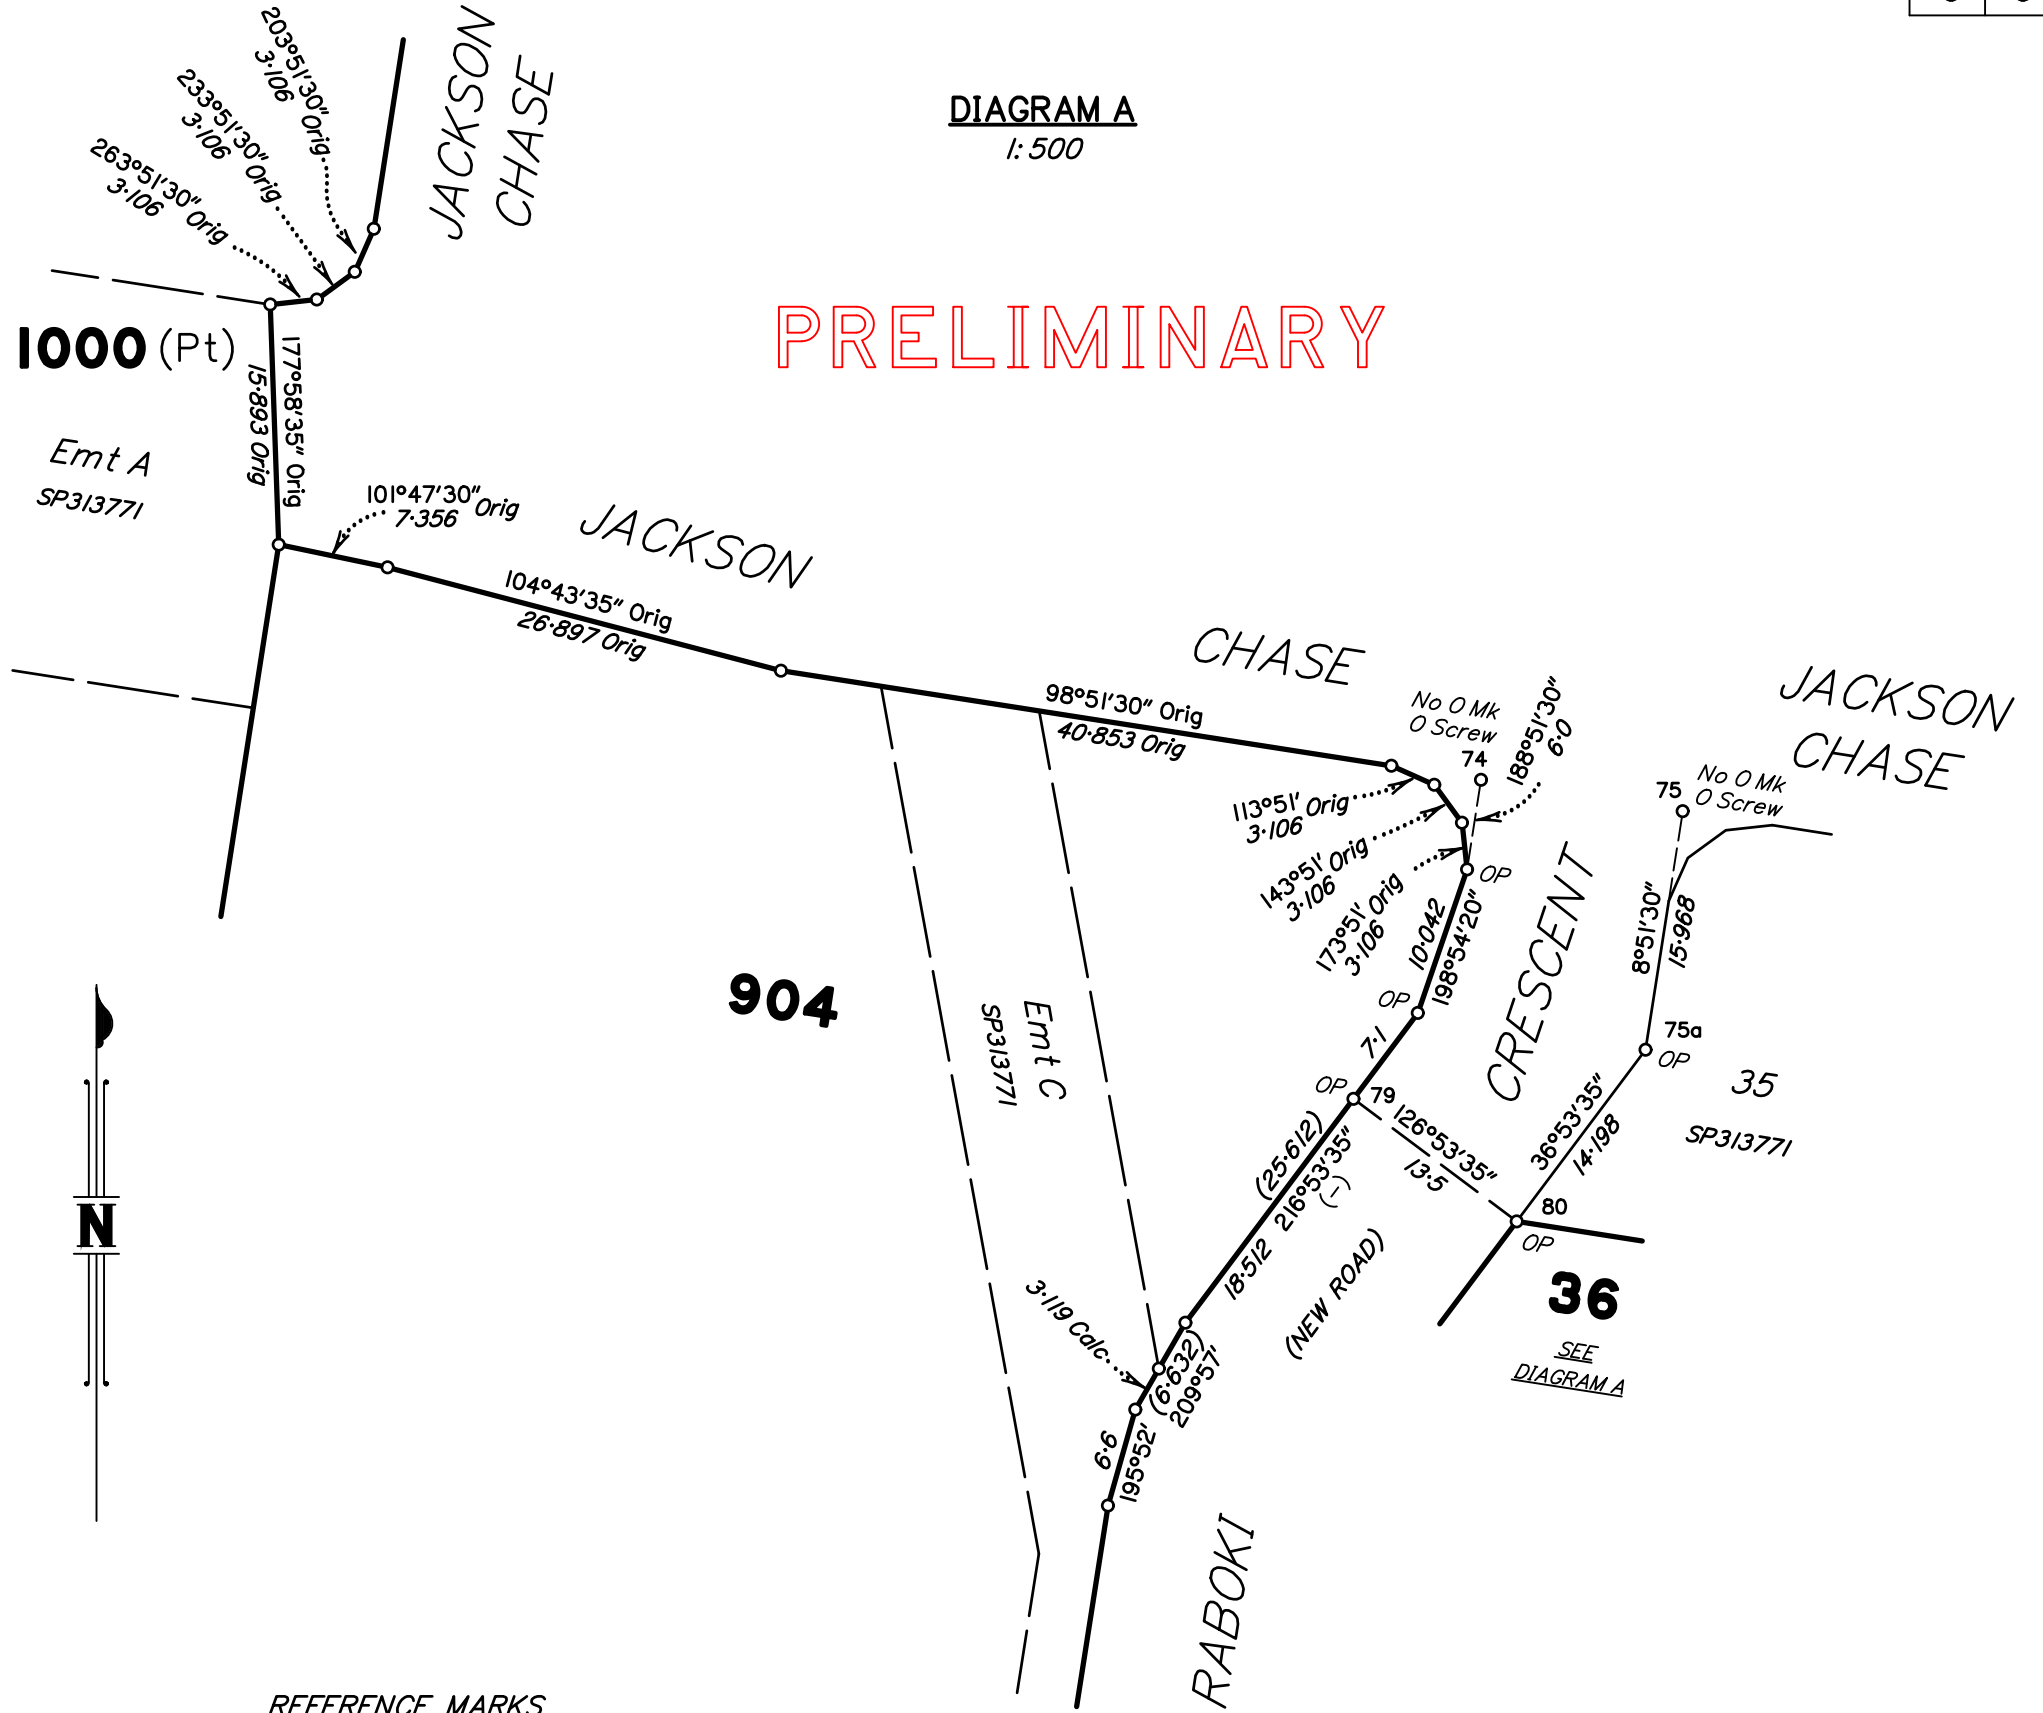 DIAGRAM A
1:500
PRELIMINARY
JACKSON
CHASE
203°51'30" Orig
3·106
233°51'30" Orig
3·106
263°51'30" Orig
3·106
1000 (Pt)
177°58'35" Orig
15·893 Orig
Emt A
SP313771
101°47'30" Orig
7·356
JACKSON
104°43'35" Orig
26·897 Orig
CHASE
98°51'30" Orig
40·853 Orig
No O Mk
O Screw
74
188°51'30"
6·0
JACKSON
CHASE
No O Mk
O Screw
75
113°51' Orig
3·106
143°51' Orig
3·106
173°51' Orig
3·106
OP
10·042
198°54'20"
CRESCENT
8°51'30"
15·968
904
Emt C
SP313771
OP
7·1
OP
79
75a
OP
35
SP313771
126°53'35"
13·5
36°53'35"
14·198
(25·612)
216°53'35"
(-)
18·512
80
OP
36
SEE
DIAGRAM A
(NEW ROAD)
3·119 Calc
(6·632)
209°57'
6·6
195°52'
RABOKI
N
REFERENCE MARKS